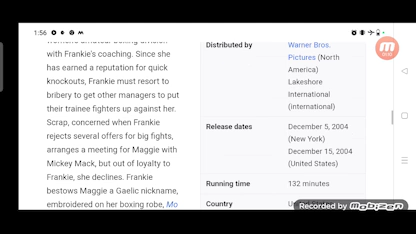 1:56
women's amateur boxing division
with Frankie's coaching. Since she
has earned a reputation for quick
knockouts, Frankie must resort to
bribery to get other managers to put
their trainee fighters up against her.
Scrap, concerned when Frankie
rejects several offers for big fights,
arranges a meeting for Maggie with
Mickey Mack, but out of loyalty to
Frankie, she declines. Frankie
bestows Maggie a Gaelic nickname,
embroidered on her boxing robe, Mo
Distributed by
Warner Bros.
Pictures (North
America)
Lakeshore
International
(international)
Release dates
December 5, 2004
(New York)
December 15, 2004
(United States)
Running time
132 minutes
Country
Recorded by MOBIZEN